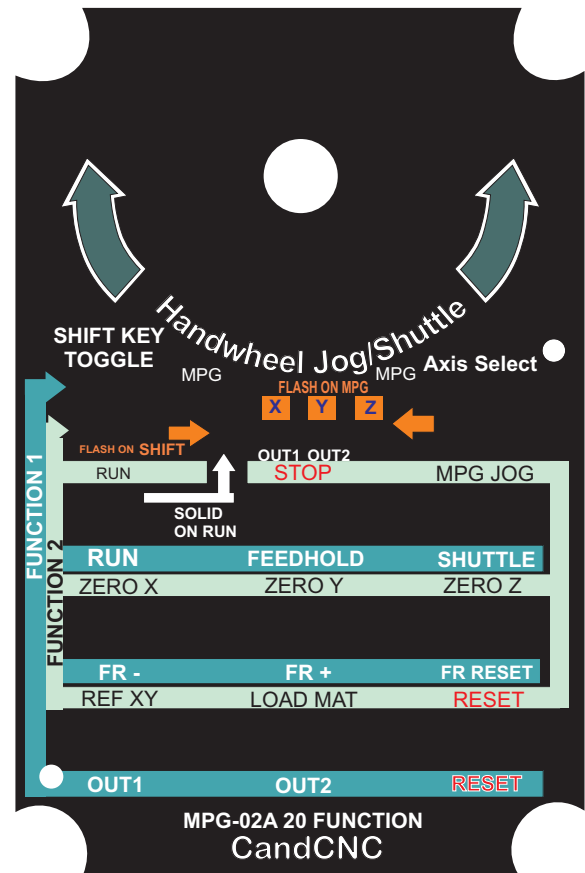 Handwheel Jog/Shuttle
SHIFT KEY
TOGGLE
MPG
MPG
Axis Select
FLASH ON MPG
X Y Z
FLASH ON SHIFT
OUT1 OUT2
RUN
STOP
MPG JOG
SOLID
ON RUN
FUNCTION 1
FUNCTION 2
RUN FEEDHOLD SHUTTLE
ZERO X ZERO Y ZERO Z
FR - FR + FR RESET
REF XY LOAD MAT RESET
OUT1 OUT2 RESET
MPG-02A 20 FUNCTION
CandCNC